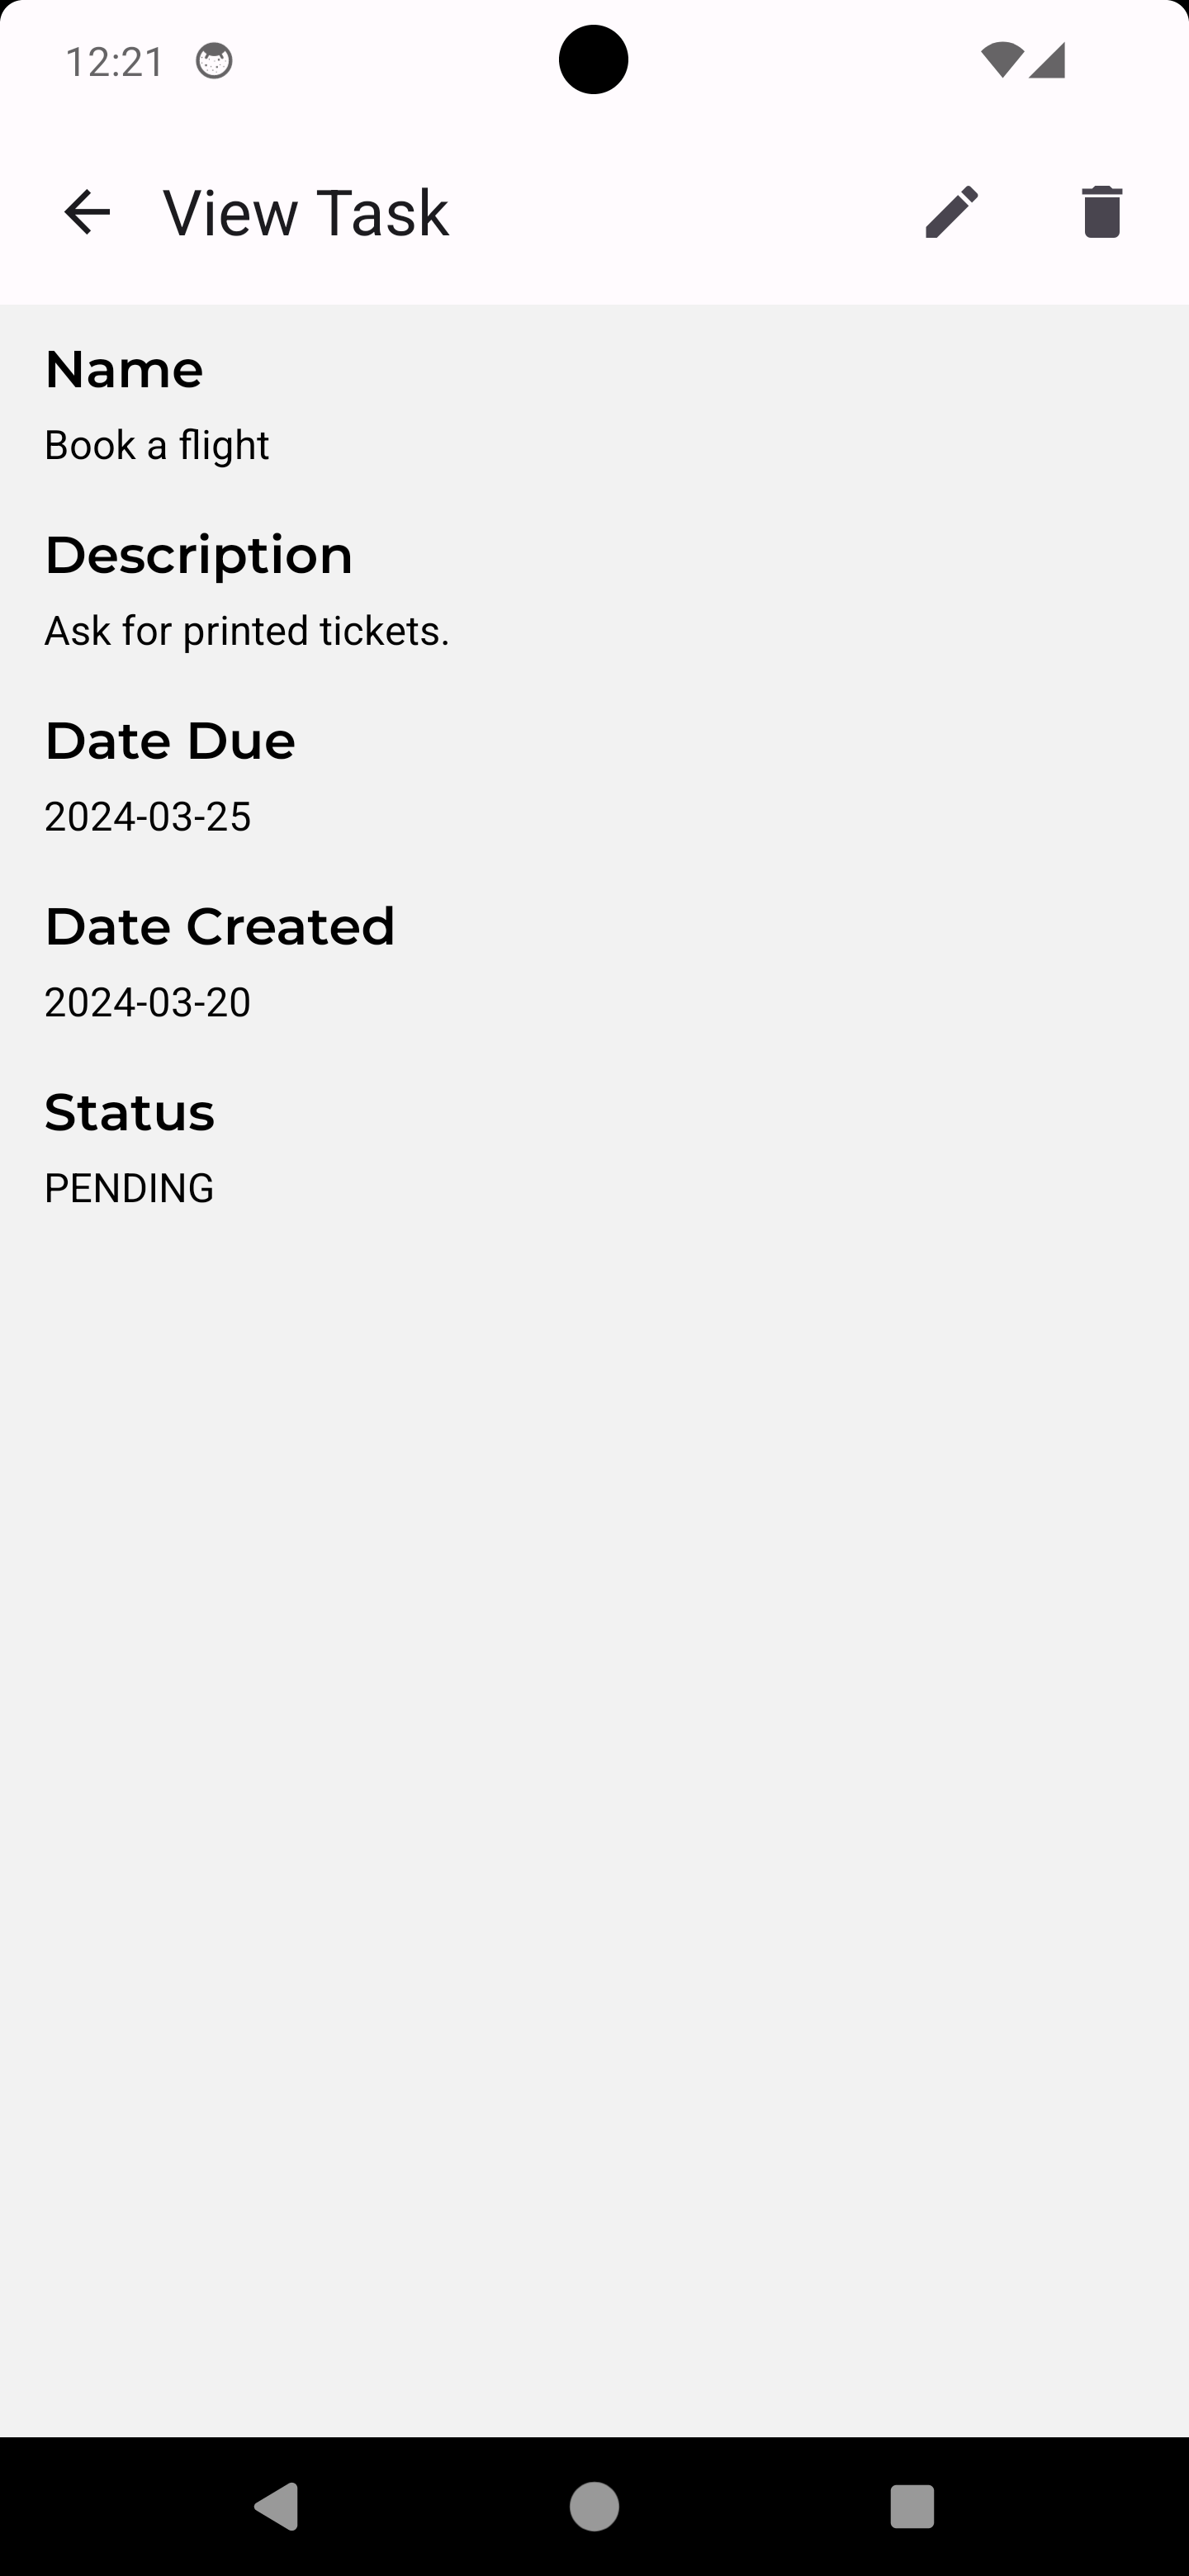 12:21
View Task
Name
Book a flight
Description
Ask for printed tickets.
Date Due
2024-03-25
Date Created
2024-03-20
Status
PENDING